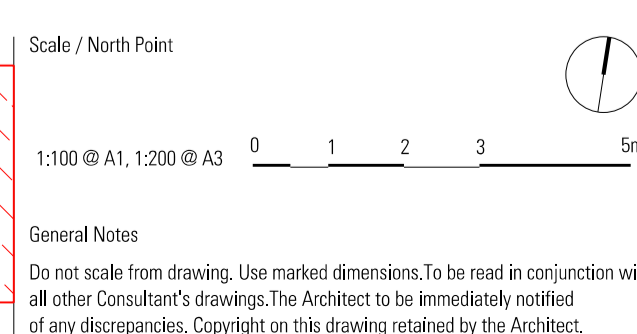 Scale / North Point
1:100 @ A1, 1:200 @ A3 0 1 2 3 5m
General Notes
Do not scale from drawing. Use marked dimensions.To be read in conjunction wi
all other Consultant's drawings.The Architect to be immediately notified
of any discrepancies. Copyright on this drawing retained by the Architect.